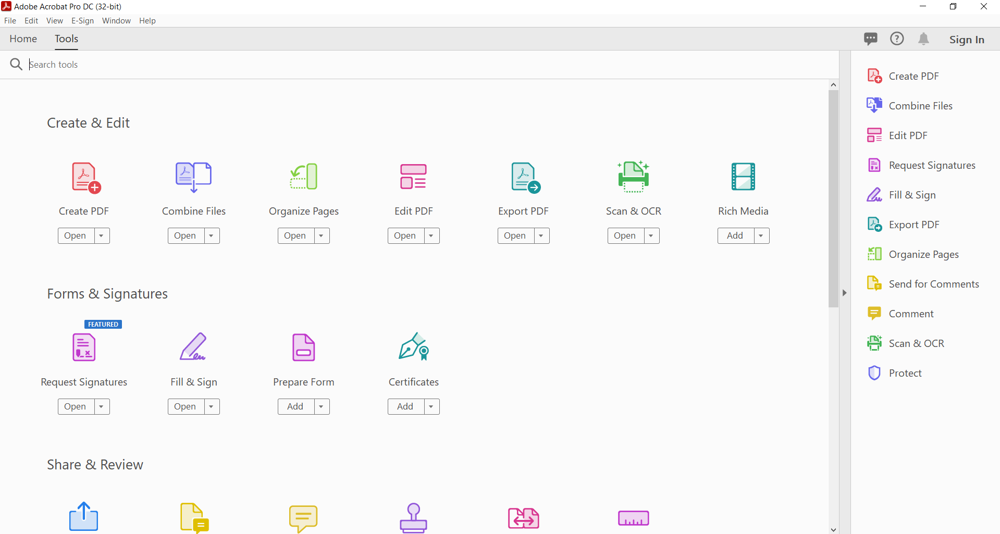 Adobe Acrobat Pro DC (32-bit)
File Edit View E-Sign Window Help
Home Tools Sign In
Search tools
Create & Edit
Create PDF Combine Files Organize Pages Edit PDF Export PDF Scan & OCR Rich Media
Open Open Open Open Open Open Add
Forms & Signatures
FEATURED
Request Signatures Fill & Sign Prepare Form Certificates
Open Open Add Add
Share & Review
Create PDF
Combine Files
Edit PDF
Request Signatures
Fill & Sign
Export PDF
Organize Pages
Send for Comments
Comment
Scan & OCR
Protect